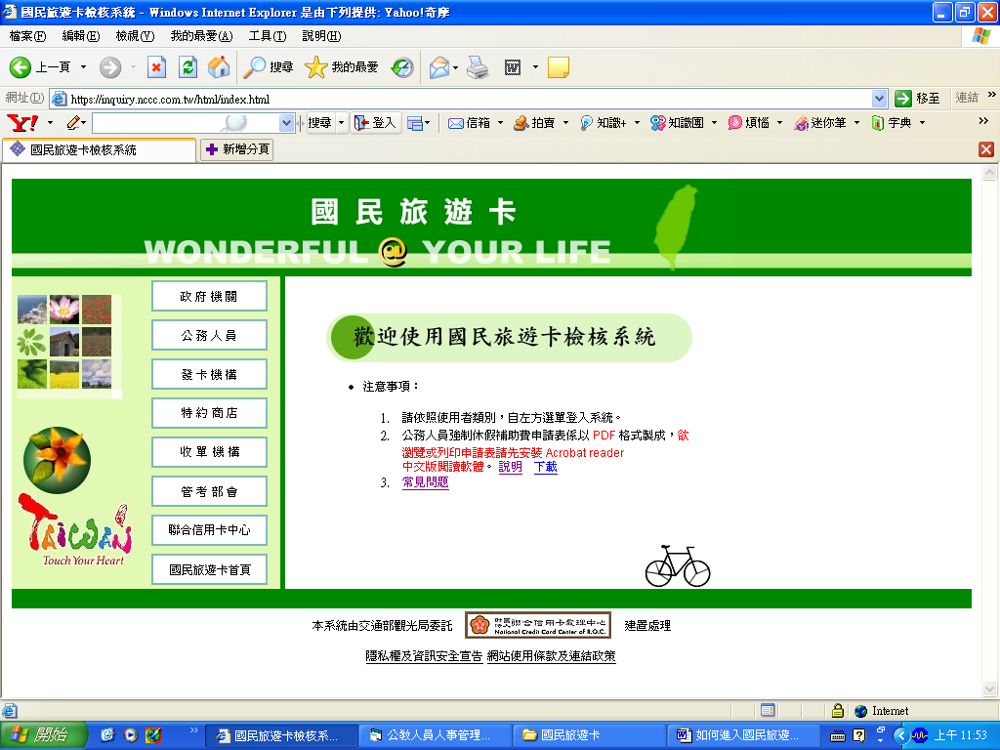 國民旅遊卡檢核系統 - Windows Internet Explorer 是由下列提供: Yahoo!奇摩
檔案(F) 編輯(E) 檢視(V) 我的最愛(A) 工具(T) 說明(H)
上一頁 搜尋 我的最愛
網址(D) https://inquiry.nccc.com.tw/html/index.html 移至 連結 »
Y! 搜尋 登入 信箱 拍賣 知識+ 知識團 煩惱 迷你筆 字典 »
國民旅遊卡檢核系統 新增分頁
國民旅遊卡
WONDERFUL @ YOUR LIFE
政府機關
公務人員
發卡機構
特約商店
收單機構
管考部會
聯合信用卡中心
國民旅遊卡首頁
TAIWAN
Touch Your Heart
歡迎使用國民旅遊卡檢核系統
• 注意事項：
1. 請依照使用者類別，自左方選單登入系統。
2. 公務人員強制休假補助費申請表係以 PDF 格式製成，欲
瀏覽或列印申請表請先安裝 Acrobat reader
中文版閱讀軟體。 說明 下載
3. 常見問題
本系統由交通部觀光局委託 財團法人聯合信用卡處理中心 建置處理
National Credit Card Center of R.O.C.
隱私權及資訊安全宣告 網站使用條款及連結政策
Internet
開始 » 國民旅遊卡檢核系... 公教人員人事管理... 國民旅遊卡 如何進入國民旅遊... 上午 11:53